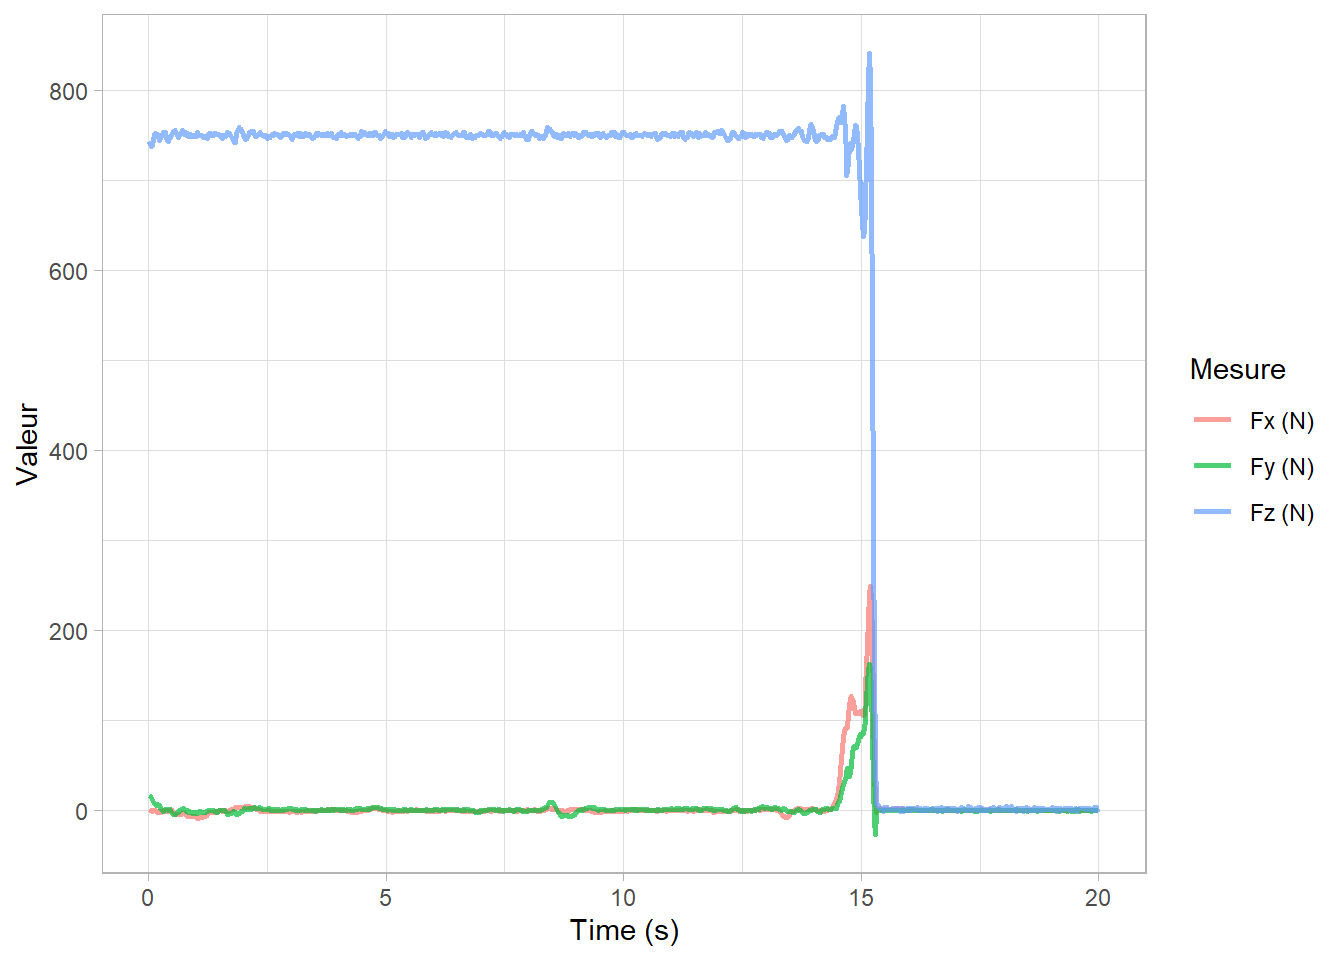 800
600
400
200
0
Valeur
0 5 10 15 20
Time (s)
Mesure
Fx (N)
Fy (N)
Fz (N)